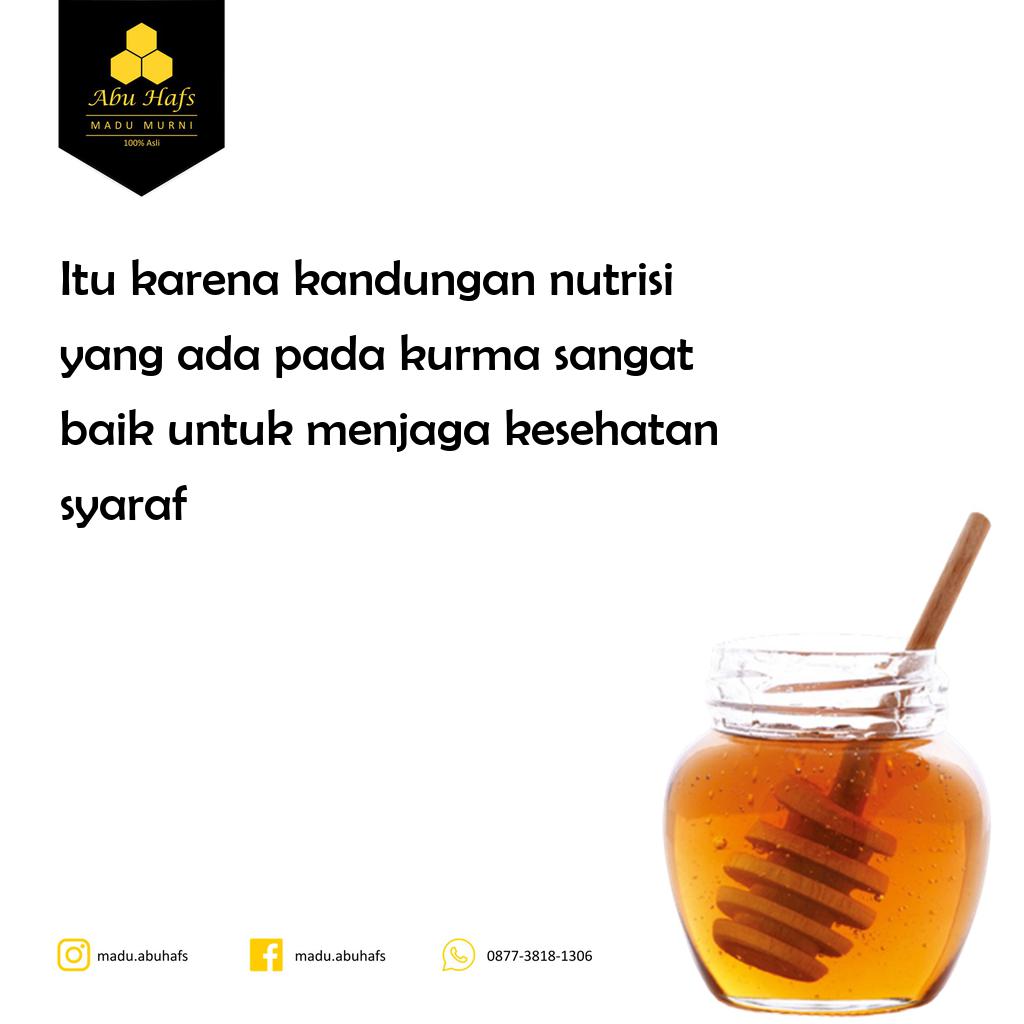 Abu Hafs
MADU MURNI
100% Asli
Itu karena kandungan nutrisi
yang ada pada kurma sangat
baik untuk menjaga kesehatan
syaraf
madu.abuhafs
madu.abuhafs
0877-3818-1306